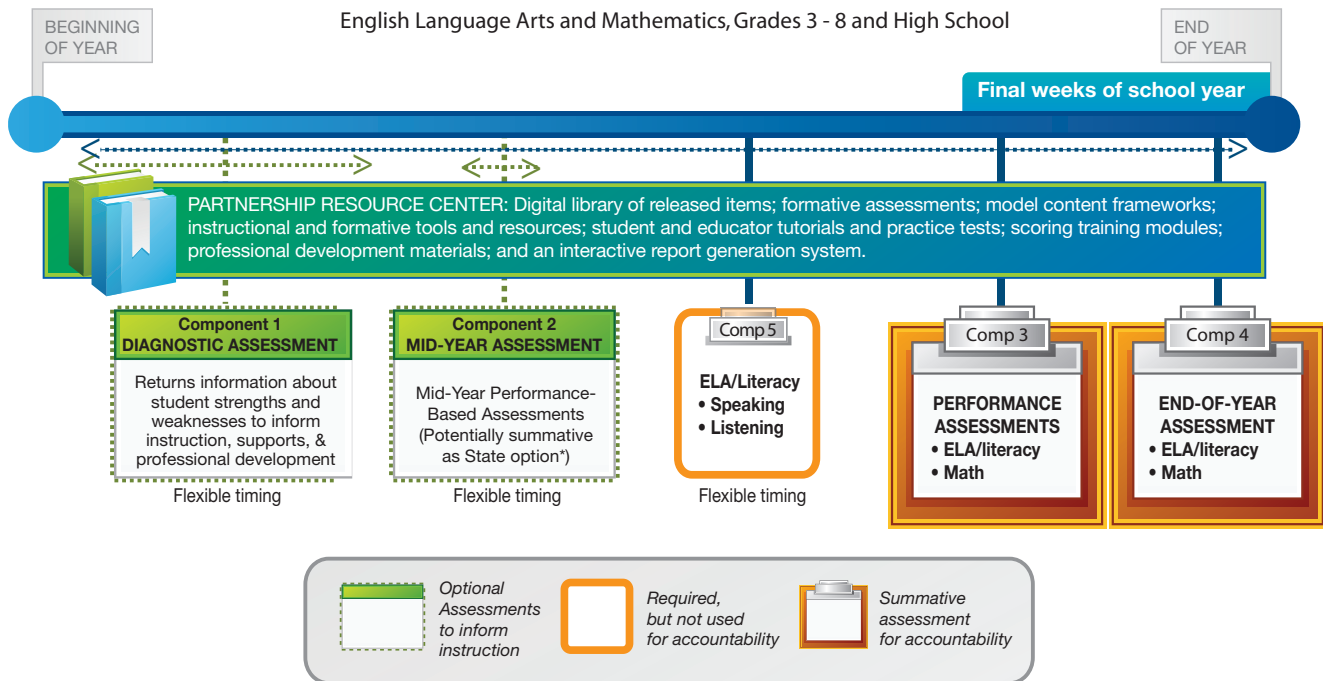 English Language Arts and Mathematics, Grades 3 - 8 and High School
BEGINNING
OF YEAR
END
OF YEAR
Final weeks of school year
PARTNERSHIP RESOURCE CENTER: Digital library of released items; formative assessments; model content frameworks;
instructional and formative tools and resources; student and educator tutorials and practice tests; scoring training modules;
professional development materials; and an interactive report generation system.
Component 1
DIAGNOSTIC ASSESSMENT
Returns information about
student strengths and
weaknesses to inform
instruction, supports, &
professional development
Flexible timing
Component 2
MID-YEAR ASSESSMENT
Mid-Year Performance-
Based Assessments
(Potentially summative
as State option*)
Flexible timing
Comp 5
ELA/Literacy
• Speaking
• Listening
Flexible timing
Comp 3
PERFORMANCE
ASSESSMENTS
• ELA/literacy
• Math
Comp 4
END-OF-YEAR
ASSESSMENT
• ELA/literacy
• Math
Optional
Assessments
to inform
instruction
Required,
but not used
for accountability
Summative
assessment
for accountability